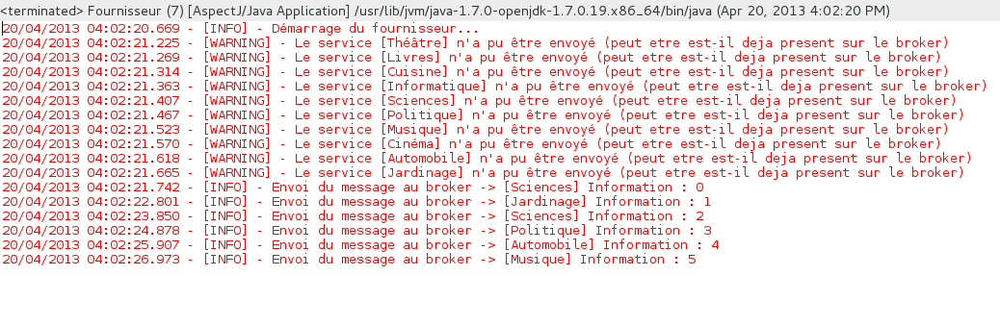 <terminated> Fournisseur (7) [AspectJ/Java Application] /usr/lib/jvm/java-1.7.0-openjdk-1.7.0.19.x86_64/bin/java (Apr 20, 2013 4:02:20 PM)
20/04/2013 04:02:20.669 - [INFO] - Démarrage du fournisseur...
20/04/2013 04:02:21.225 - [WARNING] - Le service [Théâtre] n'a pu être envoyé (peut etre est-il deja present sur le broker)
20/04/2013 04:02:21.269 - [WARNING] - Le service [Livres] n'a pu être envoyé (peut etre est-il deja present sur le broker)
20/04/2013 04:02:21.314 - [WARNING] - Le service [Cuisine] n'a pu être envoyé (peut etre est-il deja present sur le broker)
20/04/2013 04:02:21.363 - [WARNING] - Le service [Informatique] n'a pu être envoyé (peut etre est-il deja present sur le broker)
20/04/2013 04:02:21.407 - [WARNING] - Le service [Sciences] n'a pu être envoyé (peut etre est-il deja present sur le broker)
20/04/2013 04:02:21.467 - [WARNING] - Le service [Politique] n'a pu être envoyé (peut etre est-il deja present sur le broker)
20/04/2013 04:02:21.523 - [WARNING] - Le service [Musique] n'a pu être envoyé (peut etre est-il deja present sur le broker)
20/04/2013 04:02:21.570 - [WARNING] - Le service [Cinéma] n'a pu être envoyé (peut etre est-il deja present sur le broker)
20/04/2013 04:02:21.618 - [WARNING] - Le service [Automobile] n'a pu être envoyé (peut etre est-il deja present sur le broker)
20/04/2013 04:02:21.665 - [WARNING] - Le service [Jardinage] n'a pu être envoyé (peut etre est-il deja present sur le broker)
20/04/2013 04:02:21.742 - [INFO] - Envoi du message au broker -> [Sciences] Information : 0
20/04/2013 04:02:22.801 - [INFO] - Envoi du message au broker -> [Jardinage] Information : 1
20/04/2013 04:02:23.850 - [INFO] - Envoi du message au broker -> [Sciences] Information : 2
20/04/2013 04:02:24.878 - [INFO] - Envoi du message au broker -> [Politique] Information : 3
20/04/2013 04:02:25.907 - [INFO] - Envoi du message au broker -> [Automobile] Information : 4
20/04/2013 04:02:26.973 - [INFO] - Envoi du message au broker -> [Musique] Information : 5